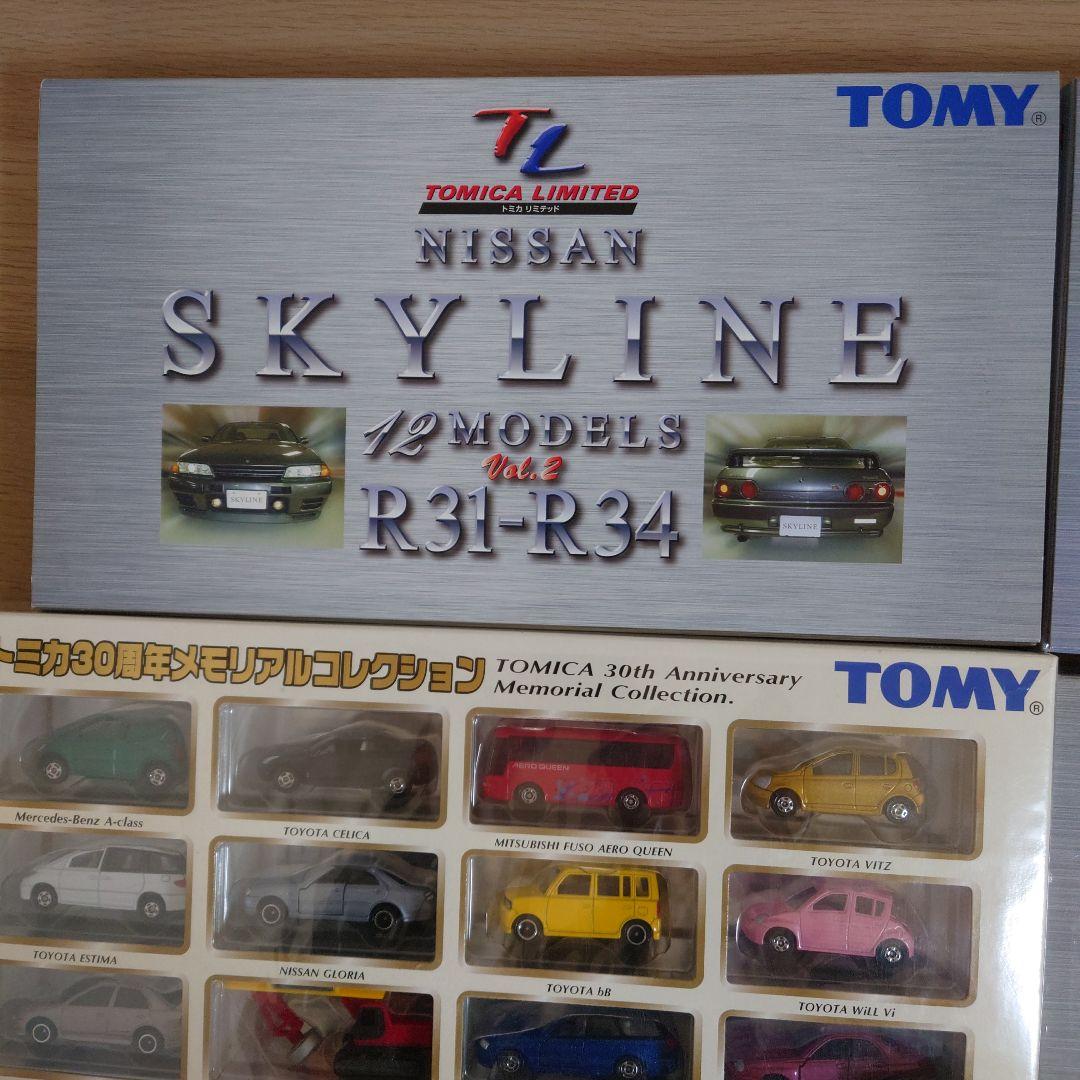 TOMY®
TL
TOMICA LIMITED
トミカ リミテッド
NISSAN
SKYLINE
12 MODELS
Vol.2
R31-R34
SKYLINE
SKYLINE
トミカ30周年メモリアルコレクション
TOMICA 30th Anniversary
Memorial Collection.
TOMY®
AERO QUEEN
Mercedes-Benz A-class
TOYOTA CELICA
MITSUBISHI FUSO AERO QUEEN
TOYOTA VITZ
TOYOTA ESTIMA
NISSAN GLORIA
TOYOTA bB
TOYOTA WiLL Vi